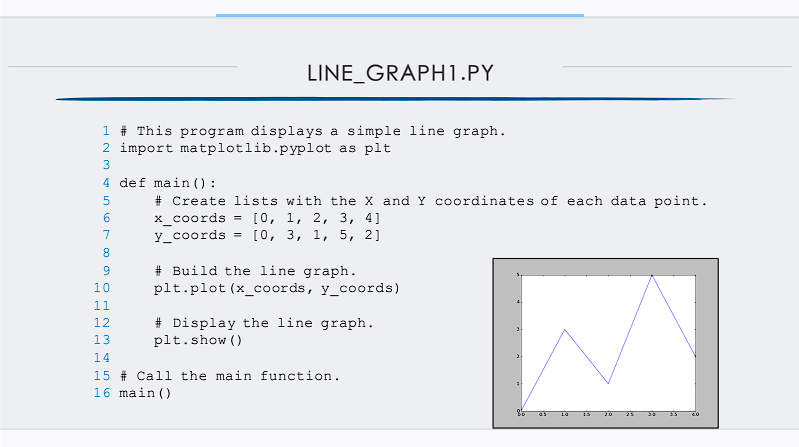 LINE_GRAPH1.PY
1 # This program displays a simple line graph.
2 import matplotlib.pyplot as plt
3
4 def main():
5     # Create lists with the X and Y coordinates of each data point.
6     x_coords = [0, 1, 2, 3, 4]
7     y_coords = [0, 3, 1, 5, 2]
8
9     # Build the line graph.
10     plt.plot(x_coords, y_coords)
11
12     # Display the line graph.
13     plt.show()
14
15 # Call the main function.
16 main()
5
4
3
2
1
0
0.0 0.5 1.0 1.5 2.0 2.5 3.0 3.5 4.0